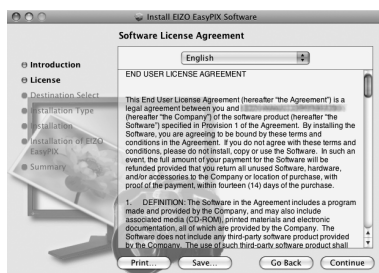 Install EIZO EasyPIX Software
Software License Agreement
Introduction
License
Destination Select
Installation Type
Installation
Installation of EIZO
EasyPIX
Summary
English
END USER LICENSE AGREEMENT
This End User License Agreement (hereafter "the Agreement") is a
legal agreement between you and
(hereafter "the Company") of the software product (hereafter "the
Software") specified in Provision 1 of the Agreement. By installing the
Software, you are agreeing to be bound by these terms and
conditions in the Agreement. If you do not agree with these terms and
conditions, please do not install, copy or use the Software. In such an
event, the full amount of your payment for the Software will be
refunded provided that you return all unused Software, hardware,
and/or accessories to the Company or location of purchase, with
proof of the payment, within fourteen (14) days of the purchase.
1. DEFINITION: The Software in the Agreement includes a program
made and provided by the Company, and may also include
associated media (CD-ROM), printed materials and electronic
documentation, all of which are provided by the Company. The
Software does not include any third-party software product provided
by the Company. The use of such third-party software product shall
Print...
Save...
Go Back
Continue